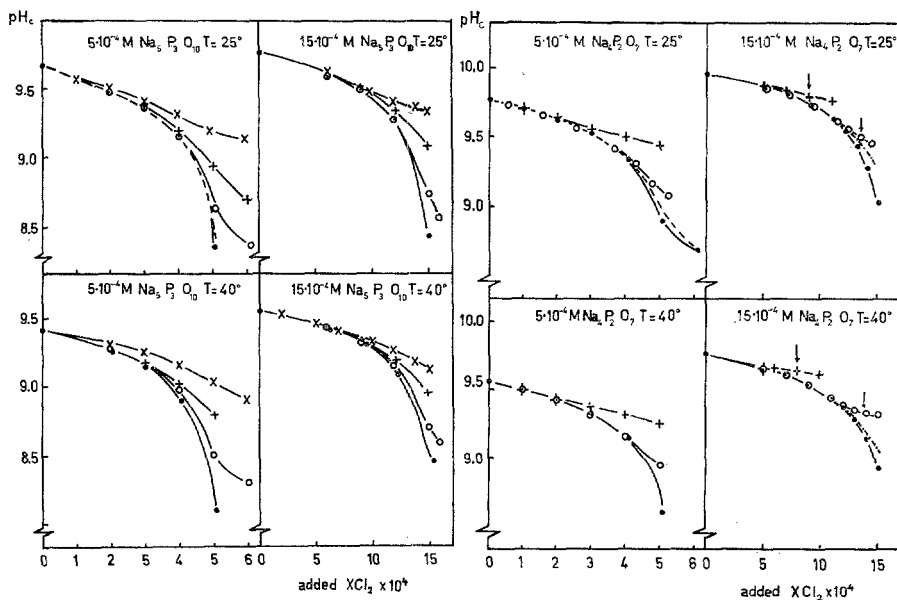 pHc
5·10⁻⁴ M Na₅ P₃ O₁₀ T = 25°
15·10⁻⁴ M Na₅ P₃ O₁₀ T = 25°
9.5
9.0
8.5
5·10⁻⁴ M Na₅ P₃ O₁₀ T = 40°
15·10⁻⁴ M Na₅ P₃ O₁₀ T = 40°
9.5
9.0
8.5
0 1 2 3 4 5 6 0 5 10 15
added XCl₂ × 10⁴
pHc
5·10⁻⁴ M Na₄ P₂ O₇ T = 25°
15·10⁻⁴ M Na₄ P₂ O₇ T = 25°
10.0
9.5
9.0
5·10⁻⁴ M Na₄ P₂ O₇ T = 40°
15·10⁻⁴ M Na₄ P₂ O₇ T = 40°
10.0
9.5
9.0
0 1 2 3 4 5 6 0 5 10 15
added XCl₂ × 10⁴